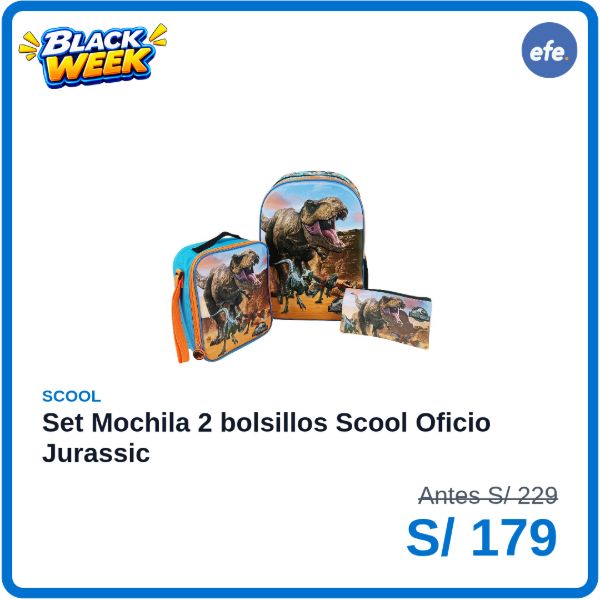 BLACK
WEEK
efe.
SCOOL
Set Mochila 2 bolsillos Scool Oficio
Jurassic
Antes S/ 229
S/ 179